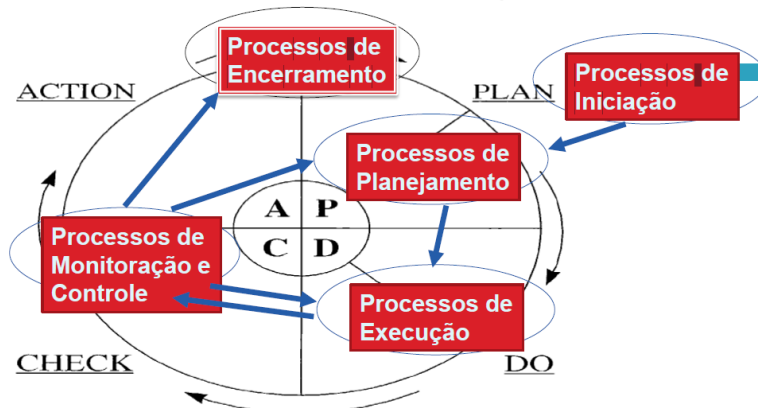 Processos de
Encerramento
ACTION
PLAN
Processos de
Iniciação
Processos de
Planejamento
A P
C D
Processos de
Monitoração e
Controle
Processos de
Execução
CHECK
DO